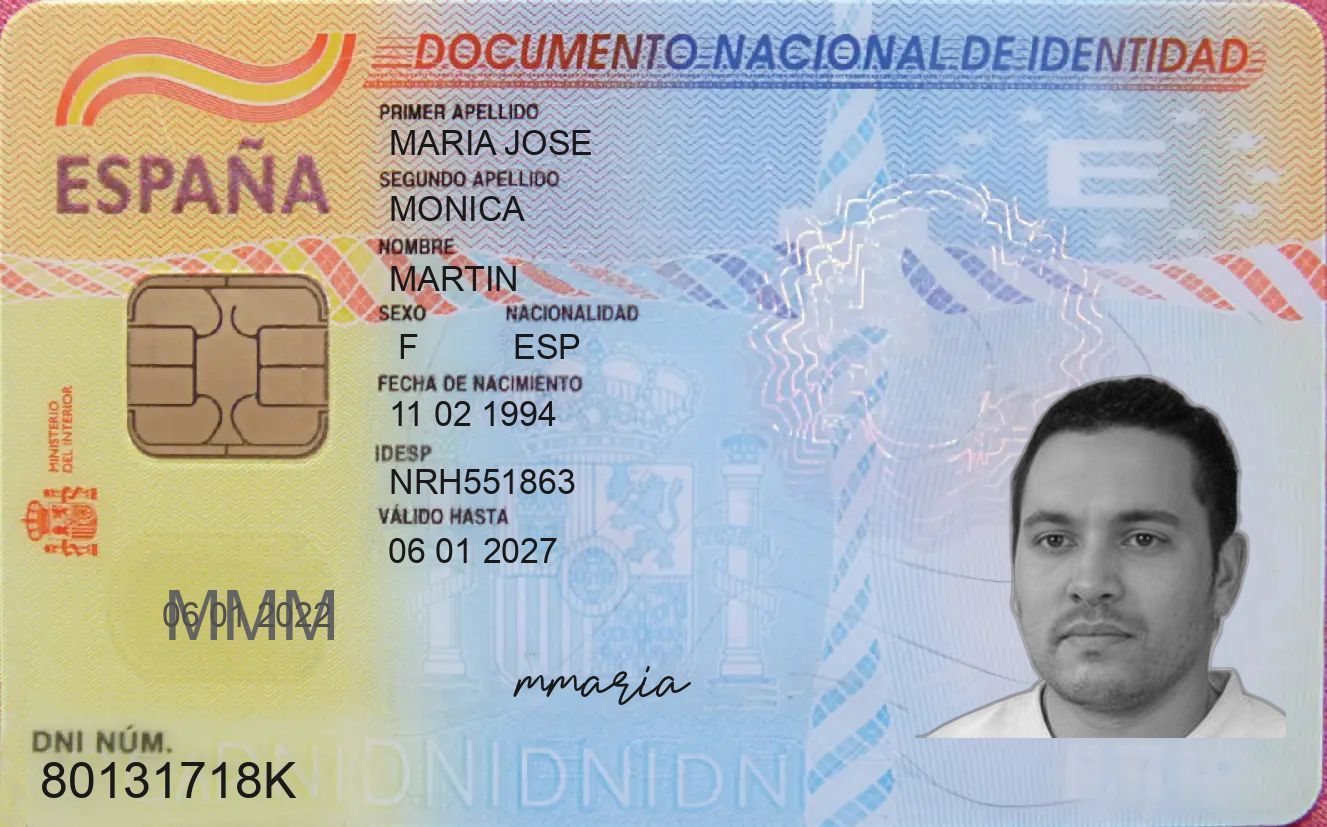 DOCUMENTO NACIONAL DE IDENTIDAD
ESPAÑA
PRIMER APELLIDO
MARIA JOSE
SEGUNDO APELLIDO
MONICA
NOMBRE
MARTIN
SEXO NACIONALIDAD
F ESP
FECHA DE NACIMIENTO
11 02 1994
IDESP
NRH551863
VÁLIDO HASTA
06 01 2027
MINISTERIO
DEL INTERIOR
E
06 01 2022
MMM
mmaria
DNI NÚM.
80131718K
DNIDNIDNIDNI